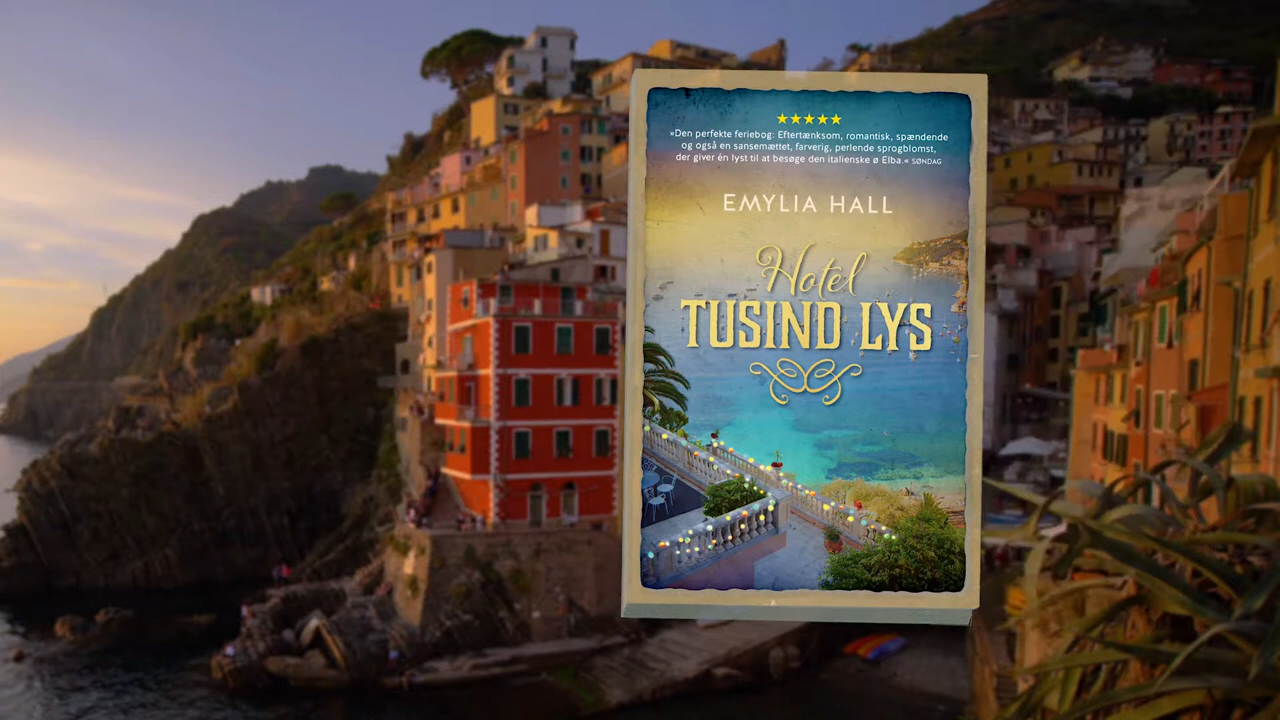 ★★★★★
»Den perfekte feriebog: Eftertænksom, romantisk, spændende
og også en sansemættet, farverig, perlende sprogblomst,
der giver én lyst til at besøge den italienske ø Elba.« SØNDAG
EMYLIA HALL
Hotel
TUSIND LYS